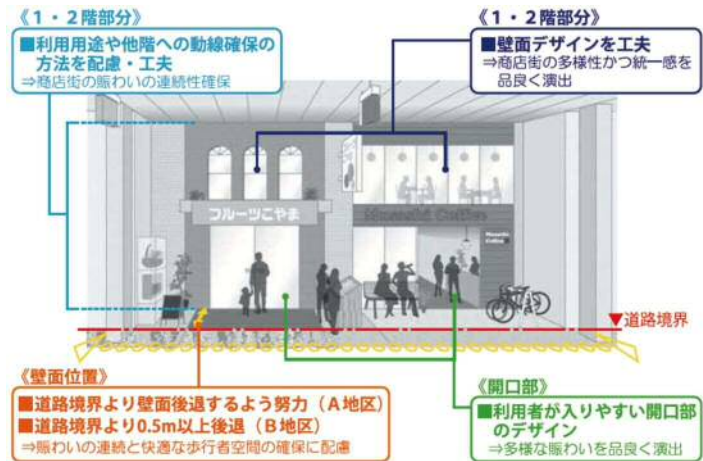 《1・2階部分》
■利用用途や他階への動線確保の
方法を配慮・工夫
⇒商店街の賑わいの連続性確保
《1・2階部分》
■壁面デザインを工夫
⇒商店街の多様性かつ統一感を
品良く演出
フルーツこやま
Musashi Coffee
Musashi
Coffee
▼道路境界
《壁面位置》
■道路境界より壁面後退するよう努力（A地区）
■道路境界より0.5m以上後退（B地区）
⇒賑わいの連続と快適な歩行者空間の確保に配慮
《開口部》
■利用者が入りやすい開口部
のデザイン
⇒多様な賑わいを品良く演出